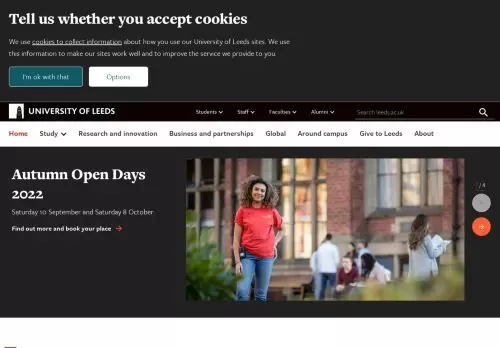 Tell us whether you accept cookies
We use cookies to collect information about how you use our University of Leeds sites. We use
this information to make our sites work well and to improve the service we provide to you.
I'm ok with that
Options
UNIVERSITY OF LEEDS
Students
Staff
Faculties
Alumni
Search leeds.ac.uk
Home
Study
Research and innovation
Business and partnerships
Global
Around campus
Give to Leeds
About
Autumn Open Days
2022
Saturday 10 September and Saturday 8 October
Find out more and book your place
/ 4